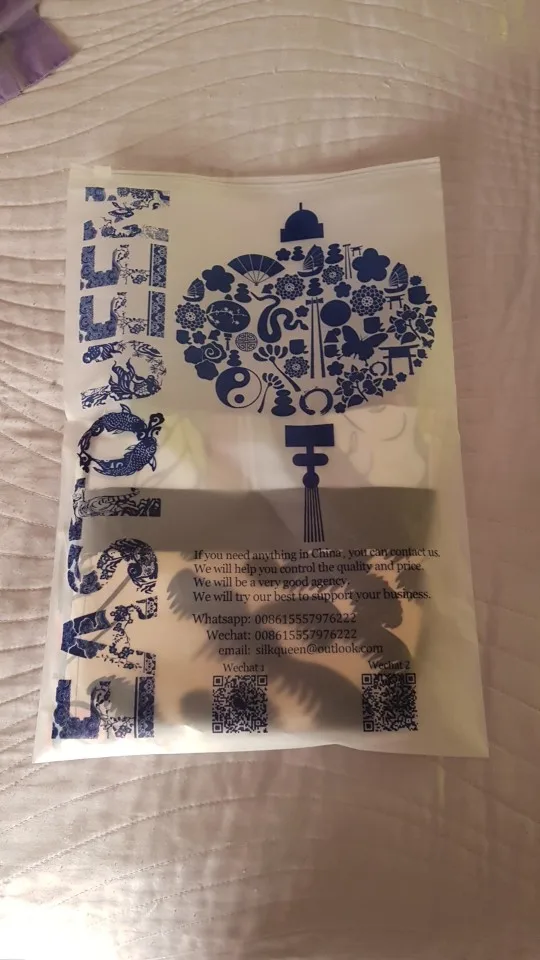 EASTQUEEN
If you need anything in China, you can contact us.
We will help you control the quality and price.
We will be a very good agency.
We will try our best to support your business.
Whatsapp: 008615557976222
Wechat: 008615557976222
email: silkqueen@outlook.com
Wechat 1
Wechat 2